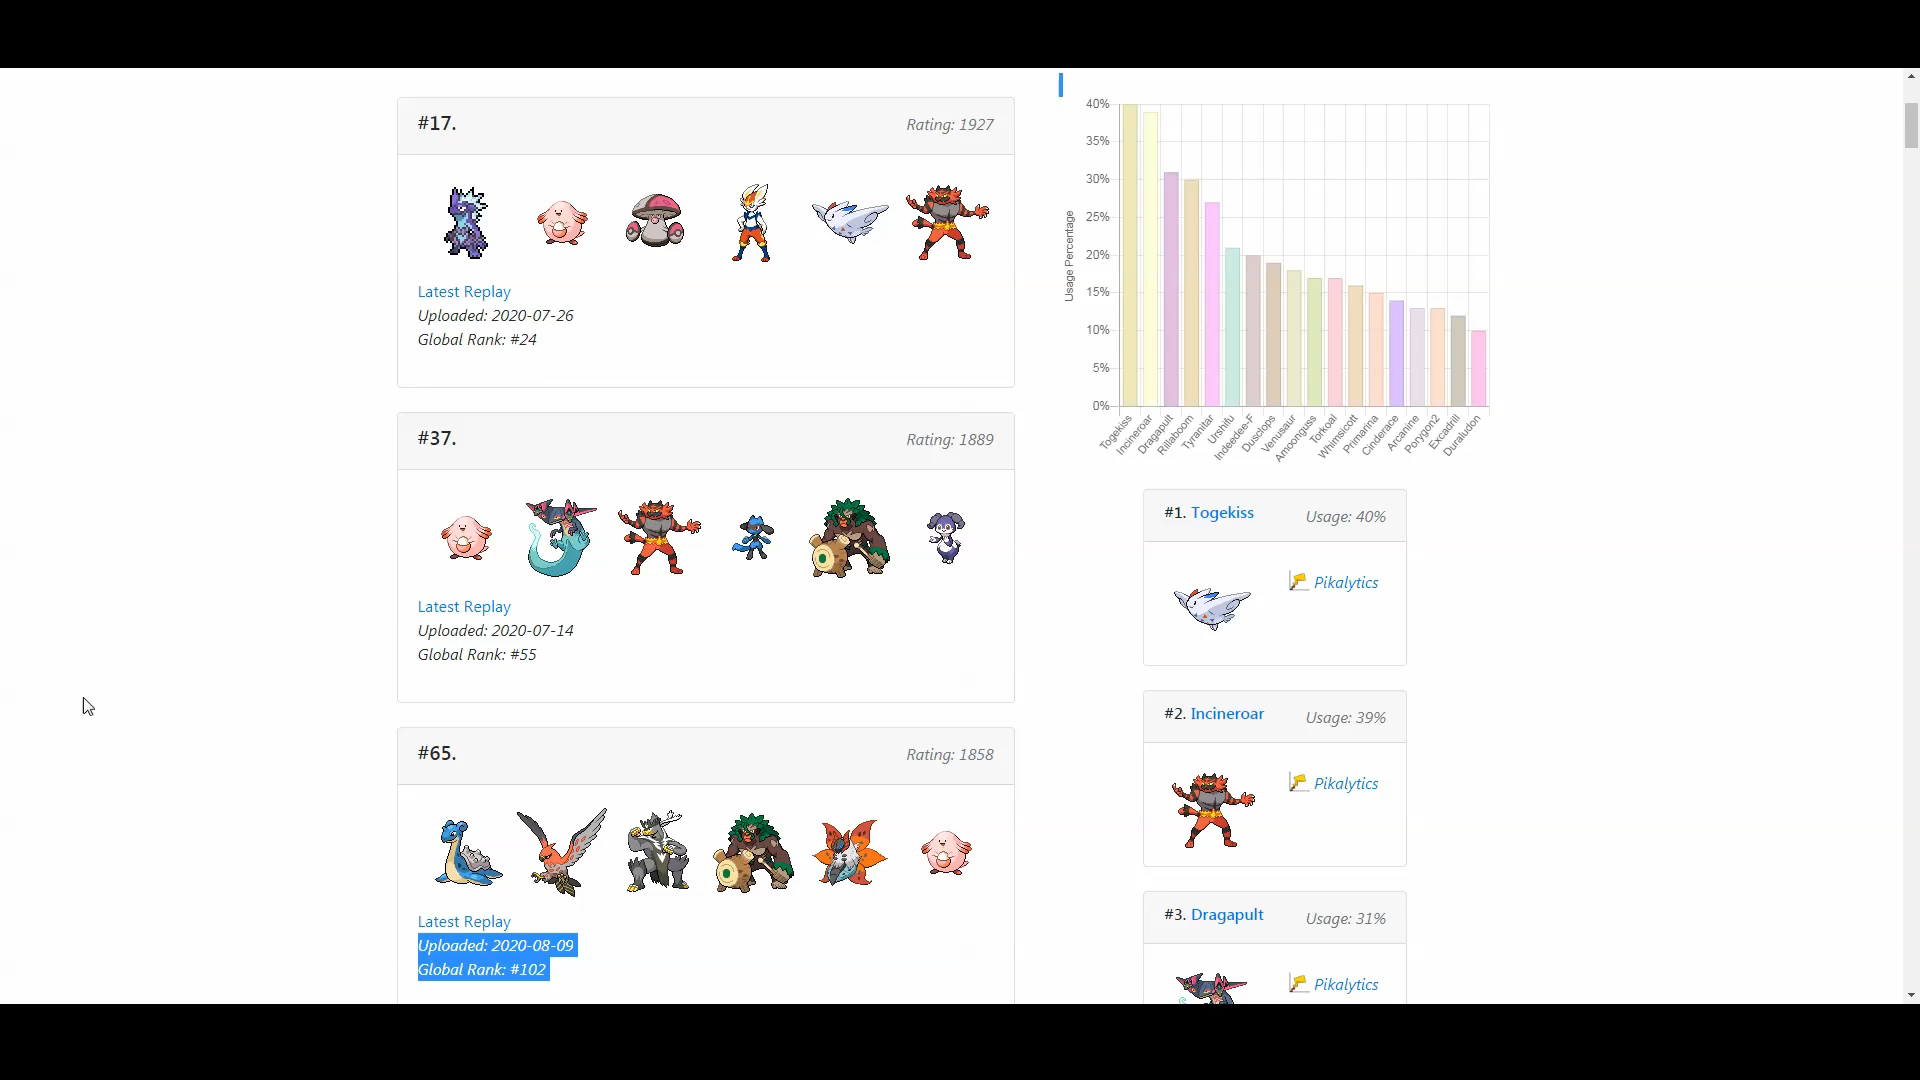 #17.
Rating: 1927
Latest Replay
Uploaded: 2020-07-26
Global Rank: #24
#37.
Rating: 1889
Latest Replay
Uploaded: 2020-07-14
Global Rank: #55
#65.
Rating: 1858
Latest Replay
Uploaded: 2020-08-09
Global Rank: #102
40%
35%
30%
25%
20%
15%
10%
5%
0%
Usage Percentage
Togekiss
Incineroar
Dragapult
Rillaboom
Tyranitar
Urshifu
Indeedee-F
Dusclops
Venusaur
Amoonguss
Torkoal
Whimsicott
Primarina
Cinderace
Arcanine
Porygon2
Excadrill
Duraludon
#1. Togekiss
Usage: 40%
Pikalytics
#2. Incineroar
Usage: 39%
Pikalytics
#3. Dragapult
Usage: 31%
Pikalytics